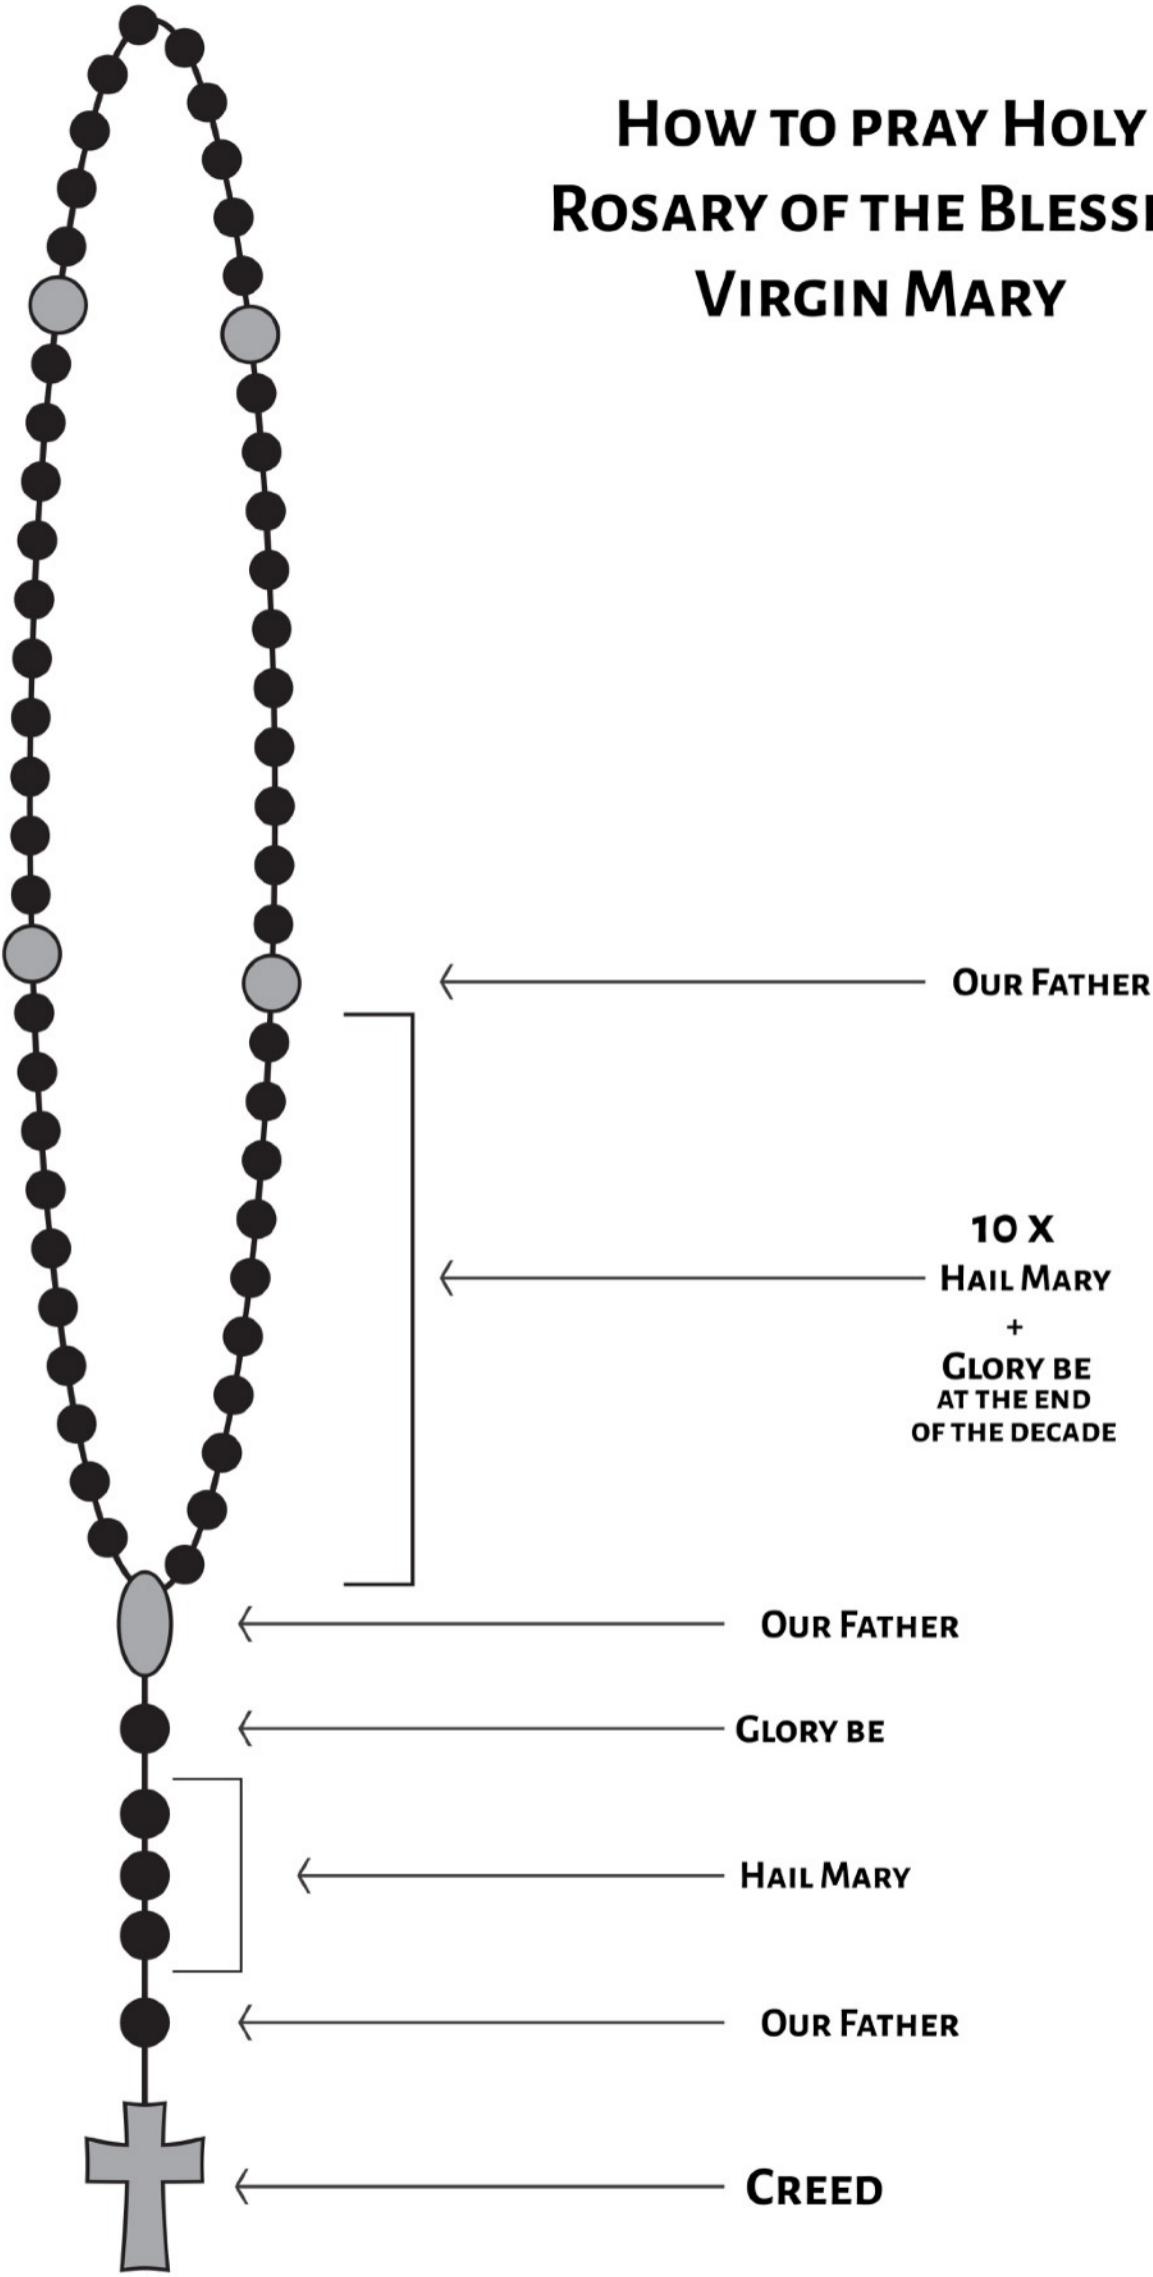 How to pray Holy
Rosary of the
Virgin Mary
Our Father
10 x
Hail Mary
+
Glory be
at the end
of the decade
Our Father
Glory be
Hail Mary
Our Father
Creed